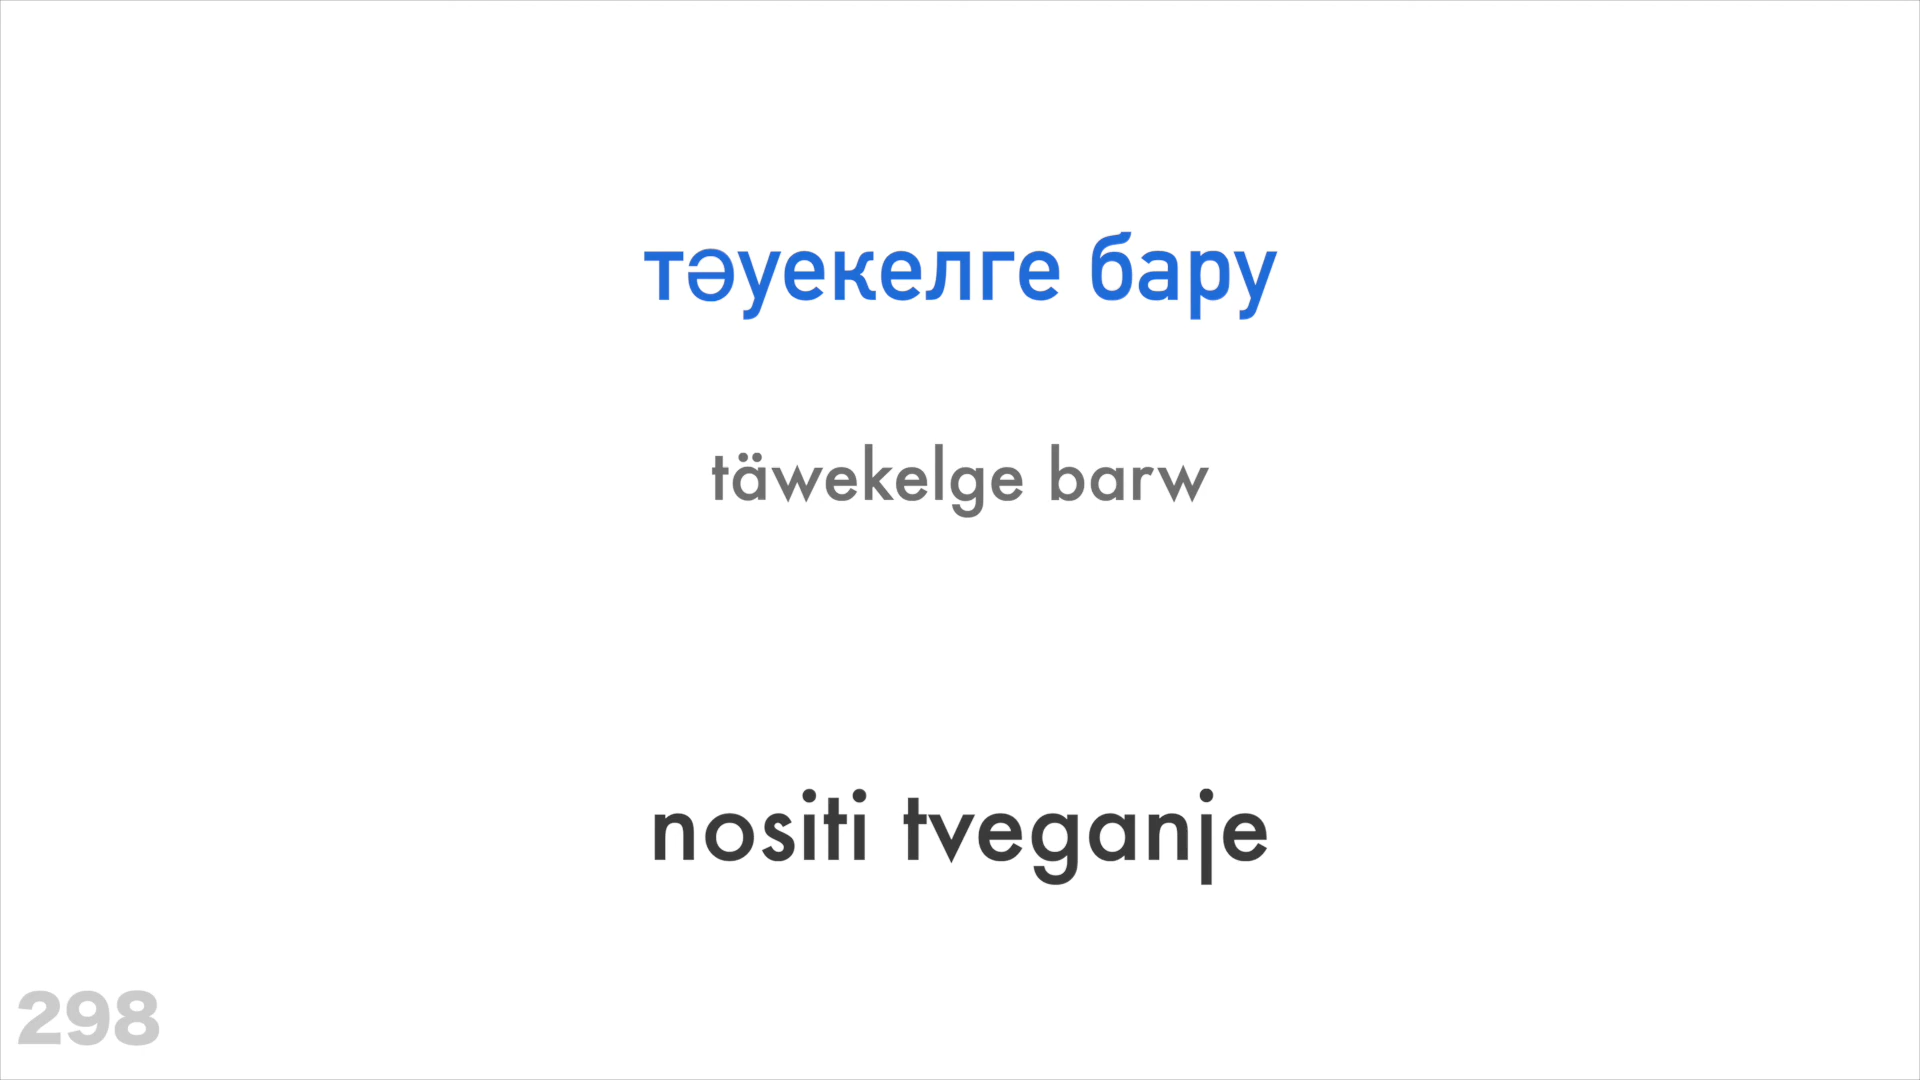 тәуекелге бару
täwekelge barw
nositi tveganje
298